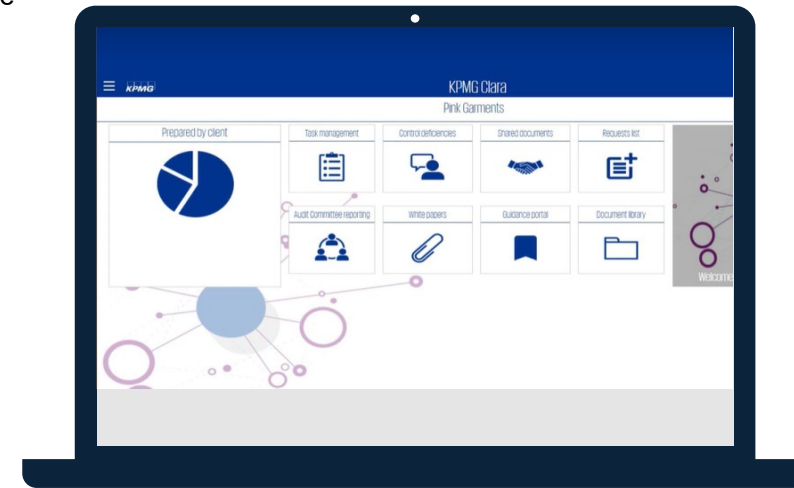 KPMG
KPMG Clara
Pink Garments
Prepared by client
Task management
Control deficiencies
Shared documents
Requests list
Audit Committee reporting
White papers
Guidance portal
Document library
Welcome